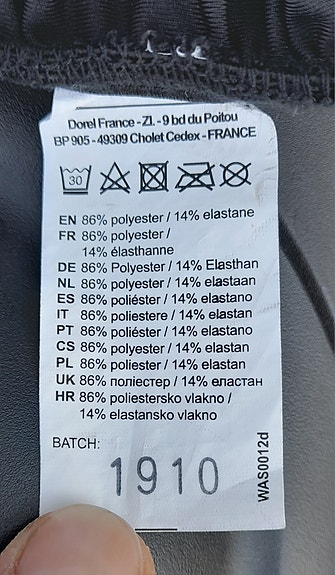 Dorel France - Z.I. - 9 bd du Poitou
BP 905 - 49309 Cholet Cedex - FRANCE
30
EN 86% polyester / 14% elastane
FR 86% polyester /
14% élasthanne
DE 86% Polyester / 14% Elasthan
NL 86% polyester / 14% elastaan
ES 86% poliéster / 14% elastano
IT 86% poliestere / 14% elastan
PT 86% poliéster / 14% elastano
CS 86% polyester / 14% elastan
PL 86% polyester / 14% elastan
UK 86% поліестер / 14% еластан
HR 86% poliestersko vlakno /
14% elastansko vlakno
BATCH:
1910
WAS0012d